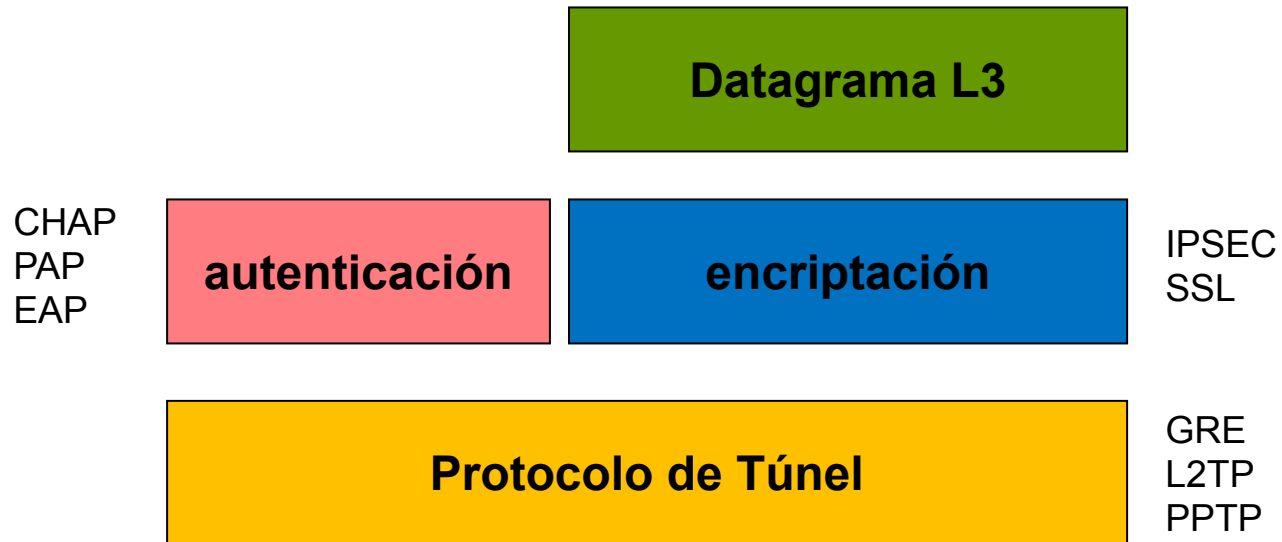 Datagrama L3
CHAP
PAP
EAP
autenticación
encriptación
IPSEC
SSL
Protocolo de Túnel
GRE
L2TP
PPTP